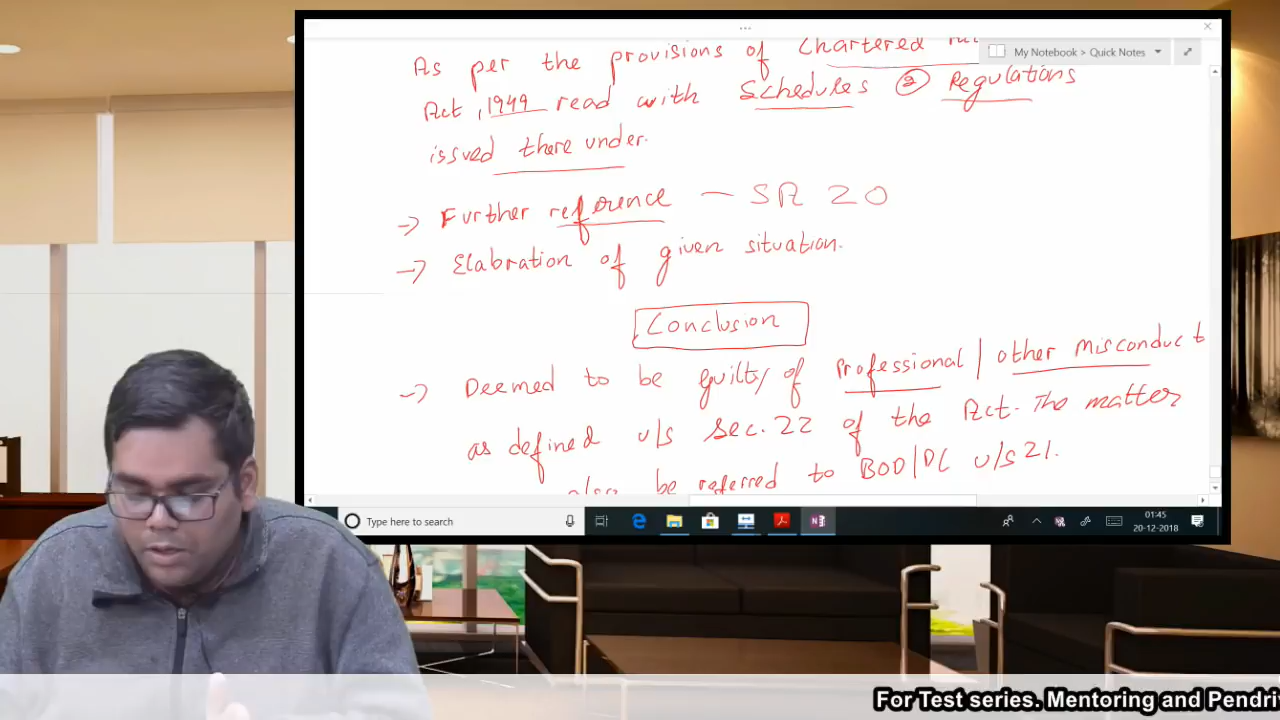 My Notebook > Quick Notes
As per the provisions of Chartered
Act, 1949 read with Schedules & Regulations
issued there under.
→ Further reference — SA 20
→ Elabration of given situation.
Conclusion
→ Deemed to be guilty of Professional / other misconduct
as defined u/s Sec. 22 of the Act. The matter
be referred to BOD/DC u/s 21.
Type here to search
01:45
20-12-2018
For Test series. Mentoring and Pendri